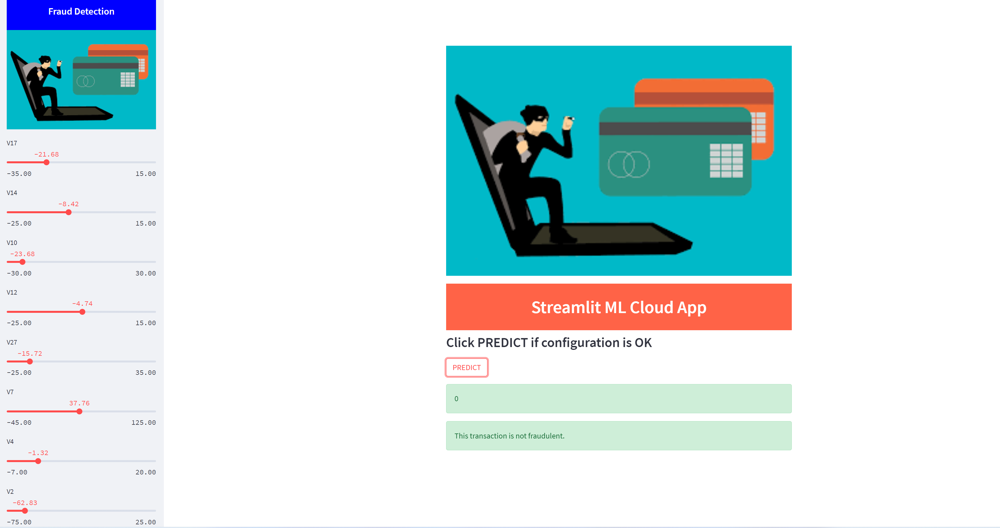 Fraud Detection
V17
-21.68
-35.00 15.00
V14
-8.42
-25.00 15.00
V10
-23.68
-30.00 30.00
V12
-4.74
-25.00 15.00
V27
-15.72
-25.00 35.00
V7
37.76
-45.00 125.00
V4
-1.32
-7.00 20.00
V2
-62.83
-75.00 25.00
Streamlit ML Cloud App
Click PREDICT if configuration is OK
PREDICT
0
This transaction is not fraudulent.